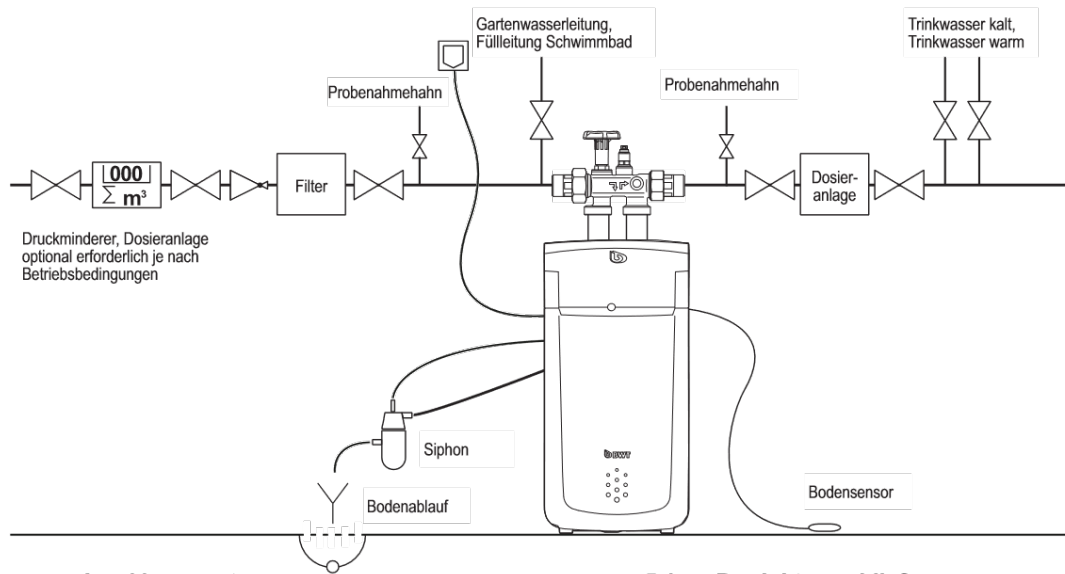 Gartenwasserleitung,
Füllleitung Schwimmbad
Trinkwasser kalt,
Trinkwasser warm
Probenahmehahn
Probenahmehahn
000
Σ m³
Filter
Dosier-
anlage
Druckminderer, Dosieranlage
optional erforderlich je nach
Betriebsbedingungen
Siphon
BWT
Bodenablauf
Bodensensor